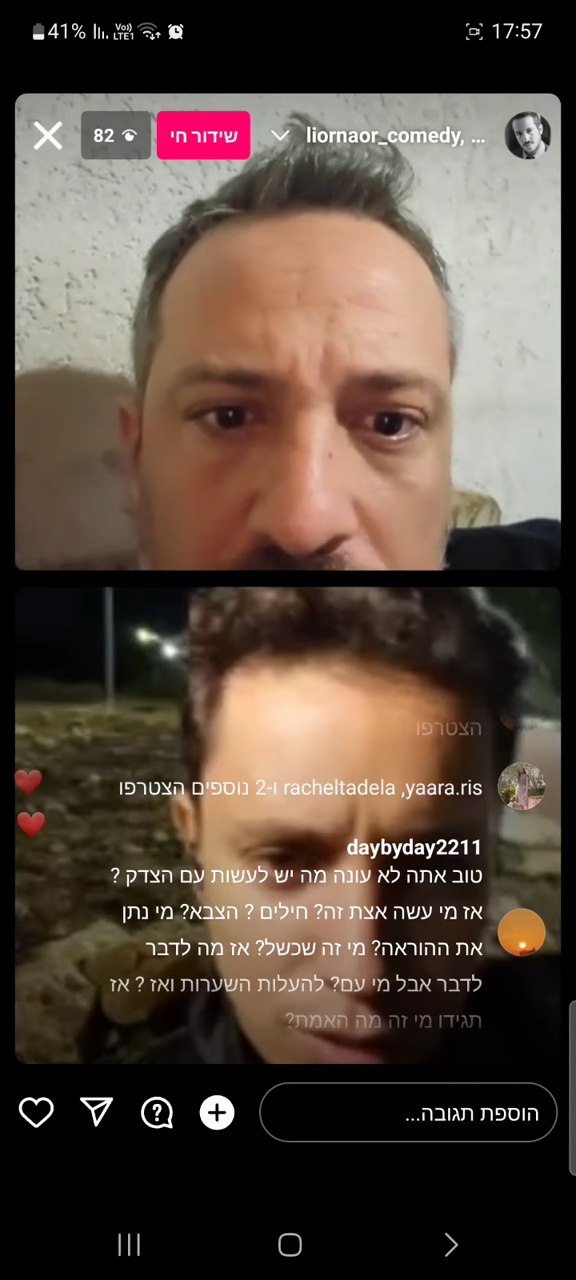 41%
Vo)) LTE1
17:57
82
שידור חי
liornaor_comedy, ...
הצטרפו
racheltadela ,yaara.ris ו-2 נוספים הצטרפו
daybyday2211
טוב אתה לא עונה מה יש לעשות עם הצדק ?
אז מי עשה אצת זה? חילים ? הצבא? מי נתן
את ההוראה? מי זה שכשל? אז מה לדבר
לדבר אבל מי עם? להעלות השערות ואז ? אז
תגידו מי זה מה האמת?
הוספת תגובה...